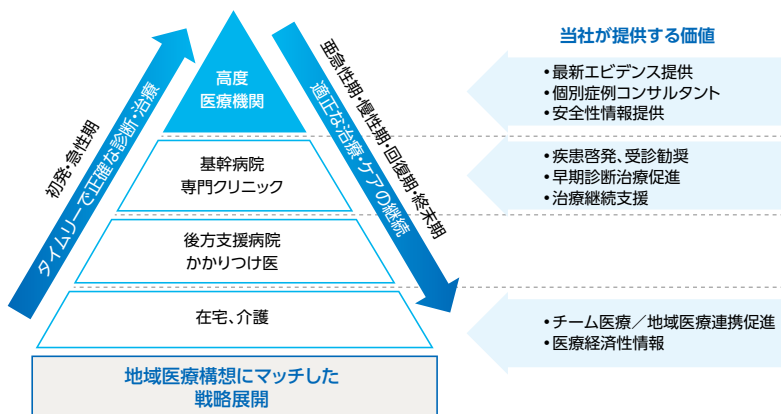 当社が提供する価値
初発・急性期
タイムリーで正確な診断・治療
亜急性期・慢性期・回復期・終末期
適正な治療・ケアの継続
高度
医療機関
・最新エビデンス提供
・個別症例コンサルタント
・安全性情報提供
基幹病院
専門クリニック
・疾患啓発、受診勧奨
・早期診断治療促進
・治療継続支援
後方支援病院
かかりつけ医
在宅、介護
・チーム医療／地域医療連携促進
・医療経済性情報
地域医療構想にマッチした
戦略展開